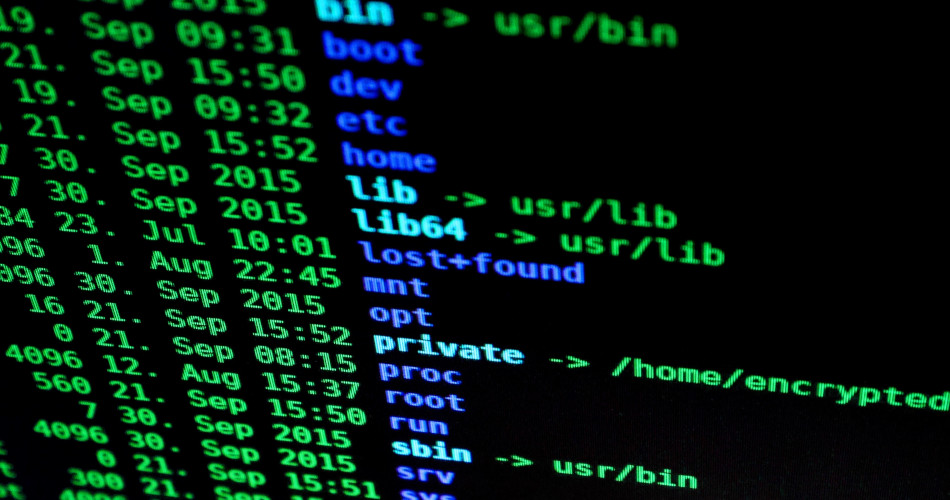 Sep 2015 bin -> usr/bin
19. Sep 09:31 boot
21. Sep 15:50 dev
19. Sep 09:32 etc
21. Sep 15:52 home
7 30. Sep 2015 lib -> usr/lib
7 30. Sep 2015 lib64 -> usr/lib
84 23. Jul 10:01 lost+found
096 1. Aug 22:45 mnt
096 30. Sep 2015 opt
16 21. Sep 15:52 private -> /home/encrypted
0 21. Sep 08:15 proc
4096 12. Aug 15:37 root
560 21. Sep 15:50 run
7 30. Sep 2015 sbin -> usr/bin
4096 30. Sep 2015 srv
0 21. Sep 15:51 sys
300 21. Sep
4096